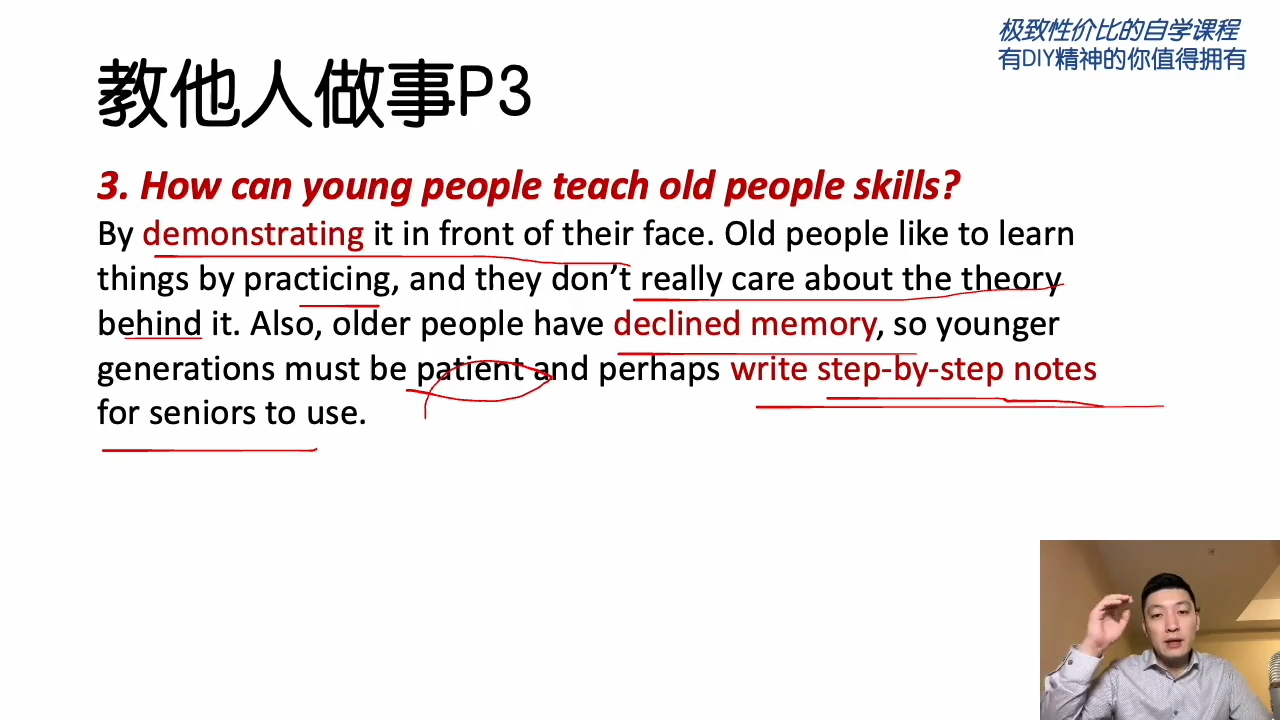 极致性价比的自学课程
有DIY精神的你值得拥有
教他人做事P3
3. How can young people teach old people skills?
By demonstrating it in front of their face. Old people like to learn
things by practicing, and they don’t really care about the theory
behind it. Also, older people have declined memory, so younger
generations must be patient and perhaps write step-by-step notes
for seniors to use.